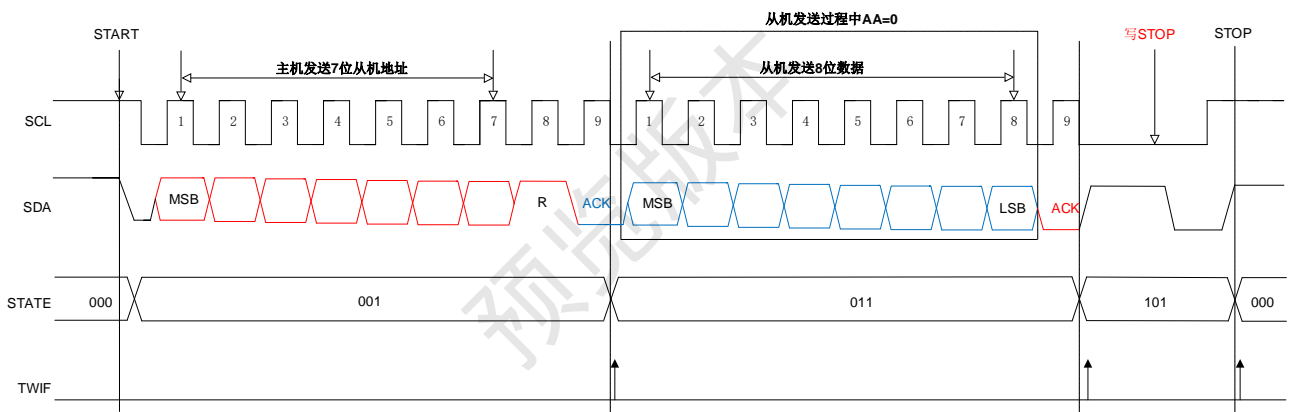 从机发送过程中AA=0
START
写STOP
STOP
主机发送7位从机地址
从机发送8位数据
SCL
1 2 3 4 5 6 7 8 9 1 2 3 4 5 6 7 8 9
SDA
MSB R ACK MSB LSB ACK
STATE 000 001 011 101 000
TWIF
预览版本